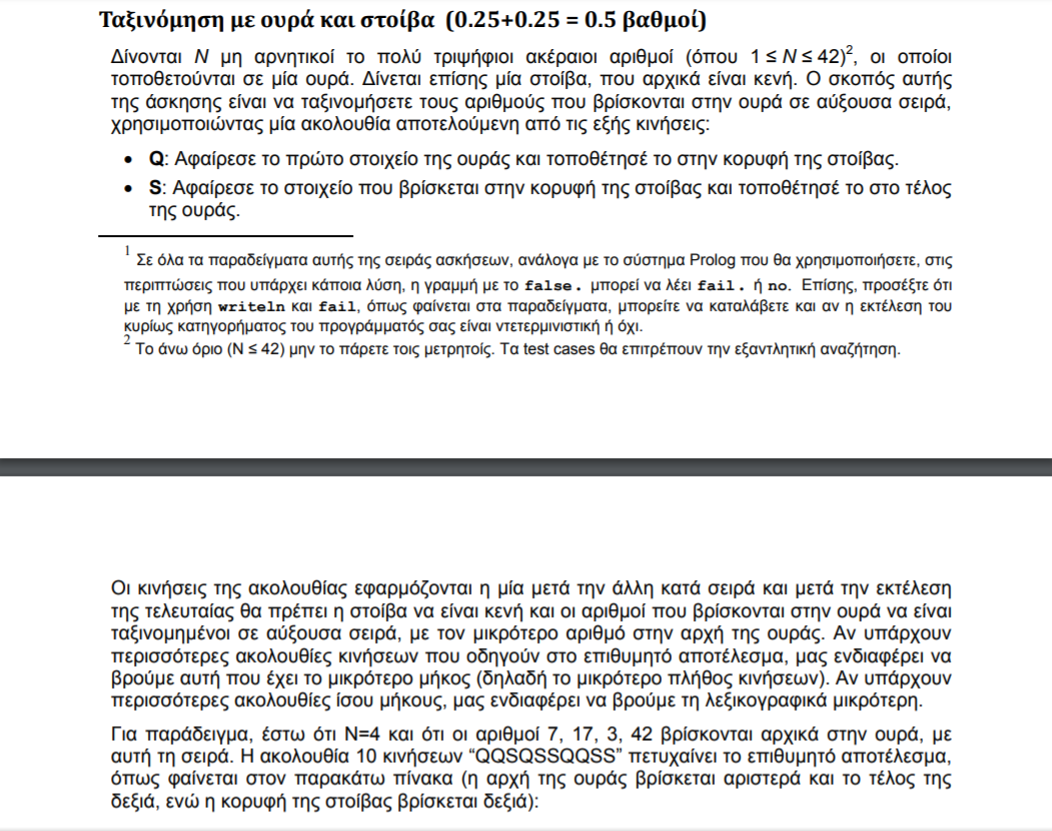 Ταξινόμηση με ουρά και στοίβα (0.25+0.25 = 0.5 βαθμοί)
Δίνονται N μη αρνητικοί το πολύ τριψήφιοι ακέραιοι αριθμοί (όπου 1 ≤ N ≤ 42)², οι οποίοι
τοποθετούνται σε μία ουρά. Δίνεται επίσης μία στοίβα, που αρχικά είναι κενή. Ο σκοπός αυτής
της άσκησης είναι να ταξινομήσετε τους αριθμούς που βρίσκονται στην ουρά σε αύξουσα σειρά,
χρησιμοποιώντας μία ακολουθία αποτελούμενη από τις εξής κινήσεις:
• Q: Αφαίρεσε το πρώτο στοιχείο της ουράς και τοποθέτησέ το στην κορυφή της στοίβας.
• S: Αφαίρεσε το στοιχείο που βρίσκεται στην κορυφή της στοίβας και τοποθέτησέ το στο τέλος
της ουράς.
¹ Σε όλα τα παραδείγματα αυτής της σειράς ασκήσεων, ανάλογα με το σύστημα Prolog που θα χρησιμοποιήσετε, στις
περιπτώσεις που υπάρχει κάποια λύση, η γραμμή με το false. μπορεί να λέει fail. ή no. Επίσης, προσέξτε ότι
με τη χρήση writeln και fail, όπως φαίνεται στα παραδείγματα, μπορείτε να καταλάβετε και αν η εκτέλεση του
κυρίως κατηγορήματος του προγράμματός σας είναι ντετερμινιστική ή όχι.
² Το άνω όριο (N ≤ 42) μην το πάρετε τοις μετρητοίς. Τα test cases θα επιτρέπουν την εξαντλητική αναζήτηση.
Οι κινήσεις της ακολουθίας εφαρμόζονται η μία μετά την άλλη κατά σειρά και μετά την εκτέλεση
της τελευταίας θα πρέπει η στοίβα να είναι κενή και οι αριθμοί που βρίσκονται στην ουρά να είναι
ταξινομημένοι σε αύξουσα σειρά, με τον μικρότερο αριθμό στην αρχή της ουράς. Αν υπάρχουν
περισσότερες ακολουθίες κινήσεων που οδηγούν στο επιθυμητό αποτέλεσμα, μας ενδιαφέρει να
βρούμε αυτή που έχει το μικρότερο μήκος (δηλαδή το μικρότερο πλήθος κινήσεων). Αν υπάρχουν
περισσότερες ακολουθίες ίσου μήκους, μας ενδιαφέρει να βρούμε τη λεξικογραφικά μικρότερη.
Για παράδειγμα, έστω ότι N=4 και ότι οι αριθμοί 7, 17, 3, 42 βρίσκονται αρχικά στην ουρά, με
αυτή τη σειρά. Η ακολουθία 10 κινήσεων “QQSQSSQQSS” πετυχαίνει το επιθυμητό αποτέλεσμα,
όπως φαίνεται στον παρακάτω πίνακα (η αρχή της ουράς βρίσκεται αριστερά και το τέλος της
δεξιά, ενώ η κορυφή της στοίβας βρίσκεται δεξιά):